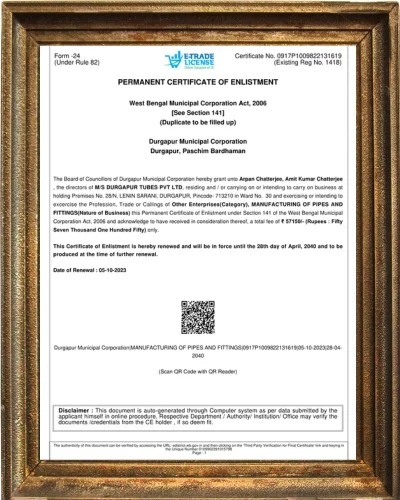 Form -24
(Under Rule 82)
E-TRADE
LICENSE
Certificate No. 0917P1009822131619
(Existing Reg No. 1418)
PERMANENT CERTIFICATE OF ENLISTMENT
West Bengal Municipal Corporation Act, 2006
[See Section 141]
(Duplicate to be filled up)
Durgapur Municipal Corporation
Durgapur, Paschim Bardhaman
The Board of Councillors of Durgapur Municipal Corporation hereby grant unto Arpan Chatterjee, Amit Kumar Chatterjee
, the directors of M/S DURGAPUR TUBES PVT LTD, residing and / or carrying on or intending to carry on business at
holding Premises No. 28/N, LENIN SARANI, DURGAPUR, Pincode- 713210 in Ward No. 30 and exercising or intending to
exercise the Profession, Trade or Callings of Other Enterprises(Category), MANUFACTURING OF PIPES AND
FITTINGS(Nature of Business) this Permanent Certificate of Enlistment under Section 141 of the West Bengal Municipal
Corporation Act, 2006 and acknowledge to have received in consideration thereof, a total fee of ₹ 57150/- (Rupees : Fifty
Seven Thousand One Hundred Fifty) only.
This Certificate of Enlistment is hereby renewed and will be in force until the 28th day of April, 2040 and to be
produced at the time of further renewal.
Date of Renewal : 05-10-2023
Durgapur Municipal Corporation|MANUFACTURING OF PIPES AND FITTINGS|0917P1009822131619|05-10-2023|28-04-
2040
(Scan QR Code with QR Reader)
Disclaimer : This document is auto-generated through Computer system as per data submitted by the
applicant himself in online procedure, Respective Department / Authority/ Institution/ Office may verify the
documents /credentials from the CE holder , if so deem fit.
The authenticity of this document can be verified by accessing the URL and then clicking on the 'Third Party Verification for Final Certificate' link and keying in
the unique Number
Page : 1